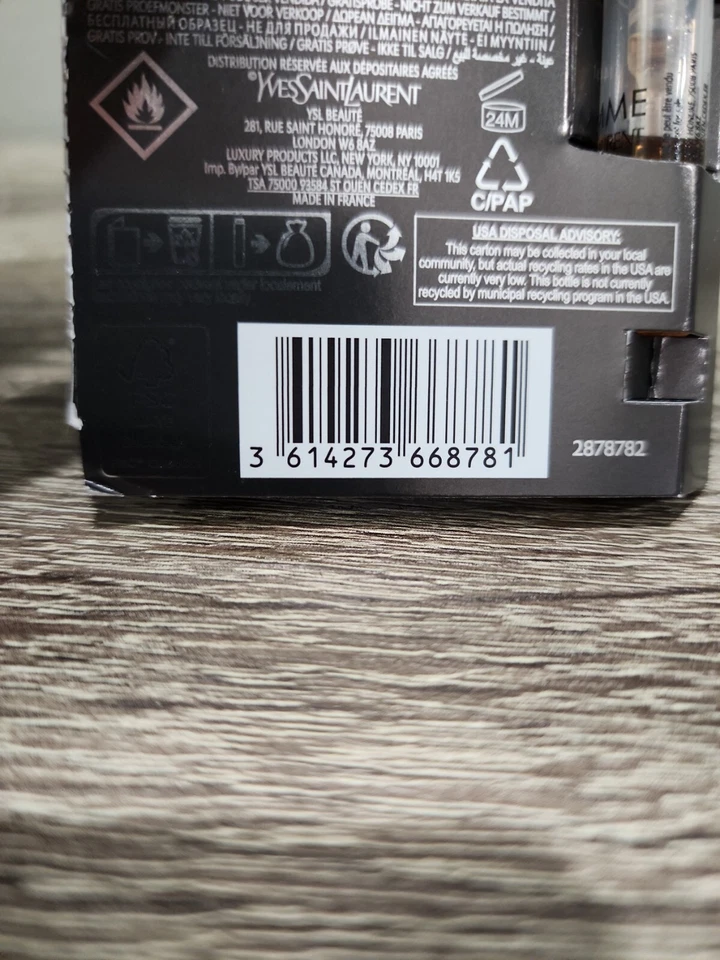 GRATIS PROEFMONSTER - NIET VOOR VERKOOP / ΔΩΡΕΑΝ ΔΕΙΓΜΑ - ΑΠΑΓΟΡΕΥΕΤΑΙ Η ΠΩΛΗΣΗ /
БЕСПЛАТНЫЙ ОБРАЗЕЦ - НЕ ДЛЯ ПРОДАЖИ / ILMAINEN NÄYTE - EI MYYNTIIN /
GRATIS PROV - INTE TILL FÖRSÄLJNING / GRATIS PRØVE - IKKE TIL SALG /
DISTRIBUTION RÉSERVÉE AUX DÉPOSITAIRES AGRÉÉS
©YVESSAINTLAURENT
YSL BEAUTÉ
281, RUE SAINT HONORÉ, 75008 PARIS
LONDON W6 8AZ
LUXURY PRODUCTS LLC, NEW YORK, NY 10001
Imp. By/par YSL BEAUTÉ CANADA, MONTRÉAL, H4T 1K5
TSA 75000 93584 ST OUEN CEDEX FR
MADE IN FRANCE
24M
C/PAP
USA DISPOSAL ADVISORY:
This carton may be collected in your local
community, but actual recycling rates in the USA are
currently very low. This bottle is not currently
recycled by municipal recycling program in the USA.
3 614273 668781
2878782